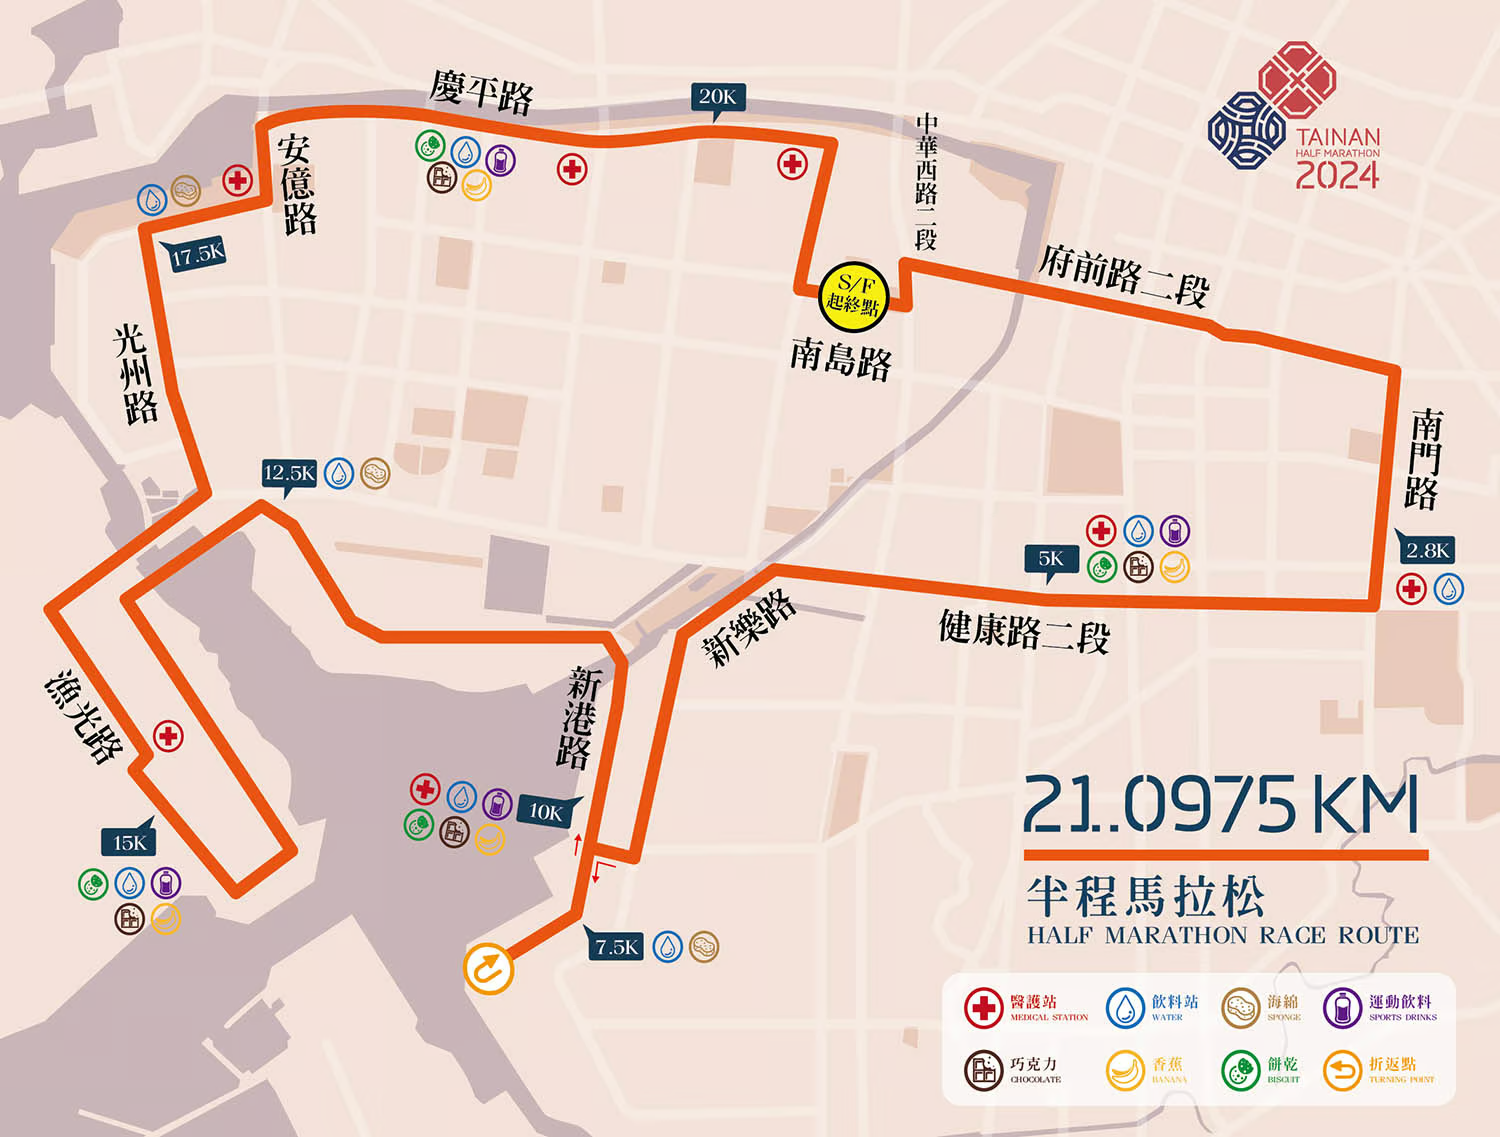 慶平路
20K
中華西路二段
TAINAN
HALF MARATHON
2024
安億路
17.5K
S/F
起終點
府前路二段
南島路
光州路
南門路
12.5K
5K
2.8K
新樂路
健康路二段
漁光路
新港路
15K
10K
7.5K
21.0975 KM
半程馬拉松
HALF MARATHON RACE ROUTE
醫護站
MEDICAL STATION
飲料站
WATER
海綿
SPONGE
運動飲料
SPORTS DRINKS
巧克力
CHOCOLATE
香蕉
BANANA
餅乾
BISCUIT
折返點
TURNING POINT